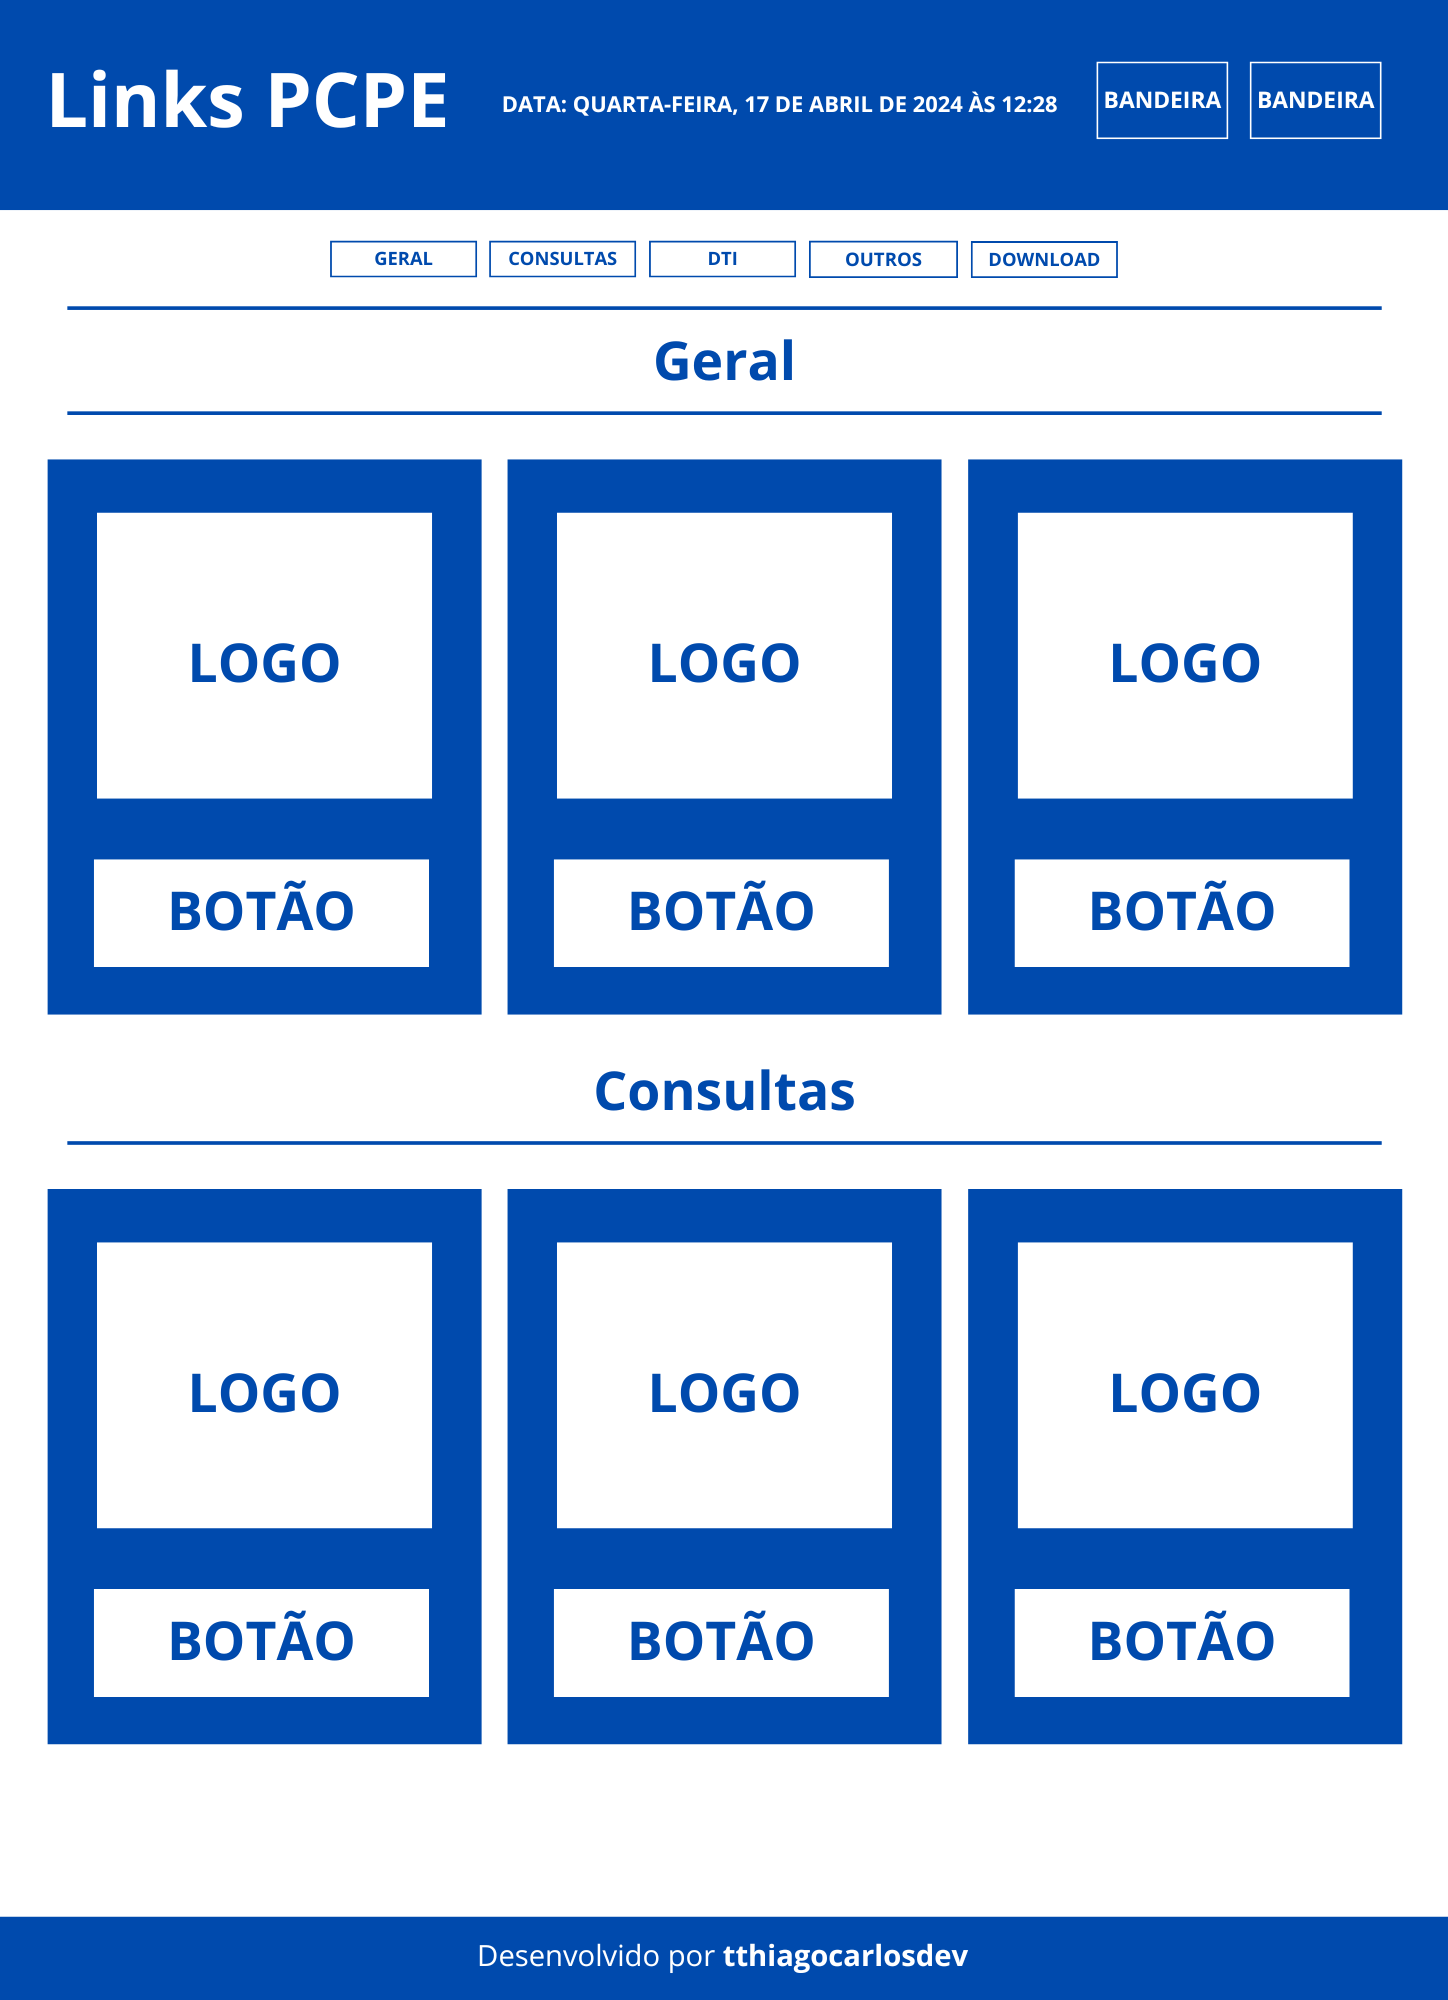 Links PCPE
DATA: QUARTA-FEIRA, 17 DE ABRIL DE 2024 ÀS 12:28
BANDEIRA
BANDEIRA
GERAL
CONSULTAS
DTI
OUTROS
DOWNLOAD
Geral
LOGO
LOGO
LOGO
BOTÃO
BOTÃO
BOTÃO
Consultas
LOGO
LOGO
LOGO
BOTÃO
BOTÃO
BOTÃO
Desenvolvido por tthiagocarlosdev